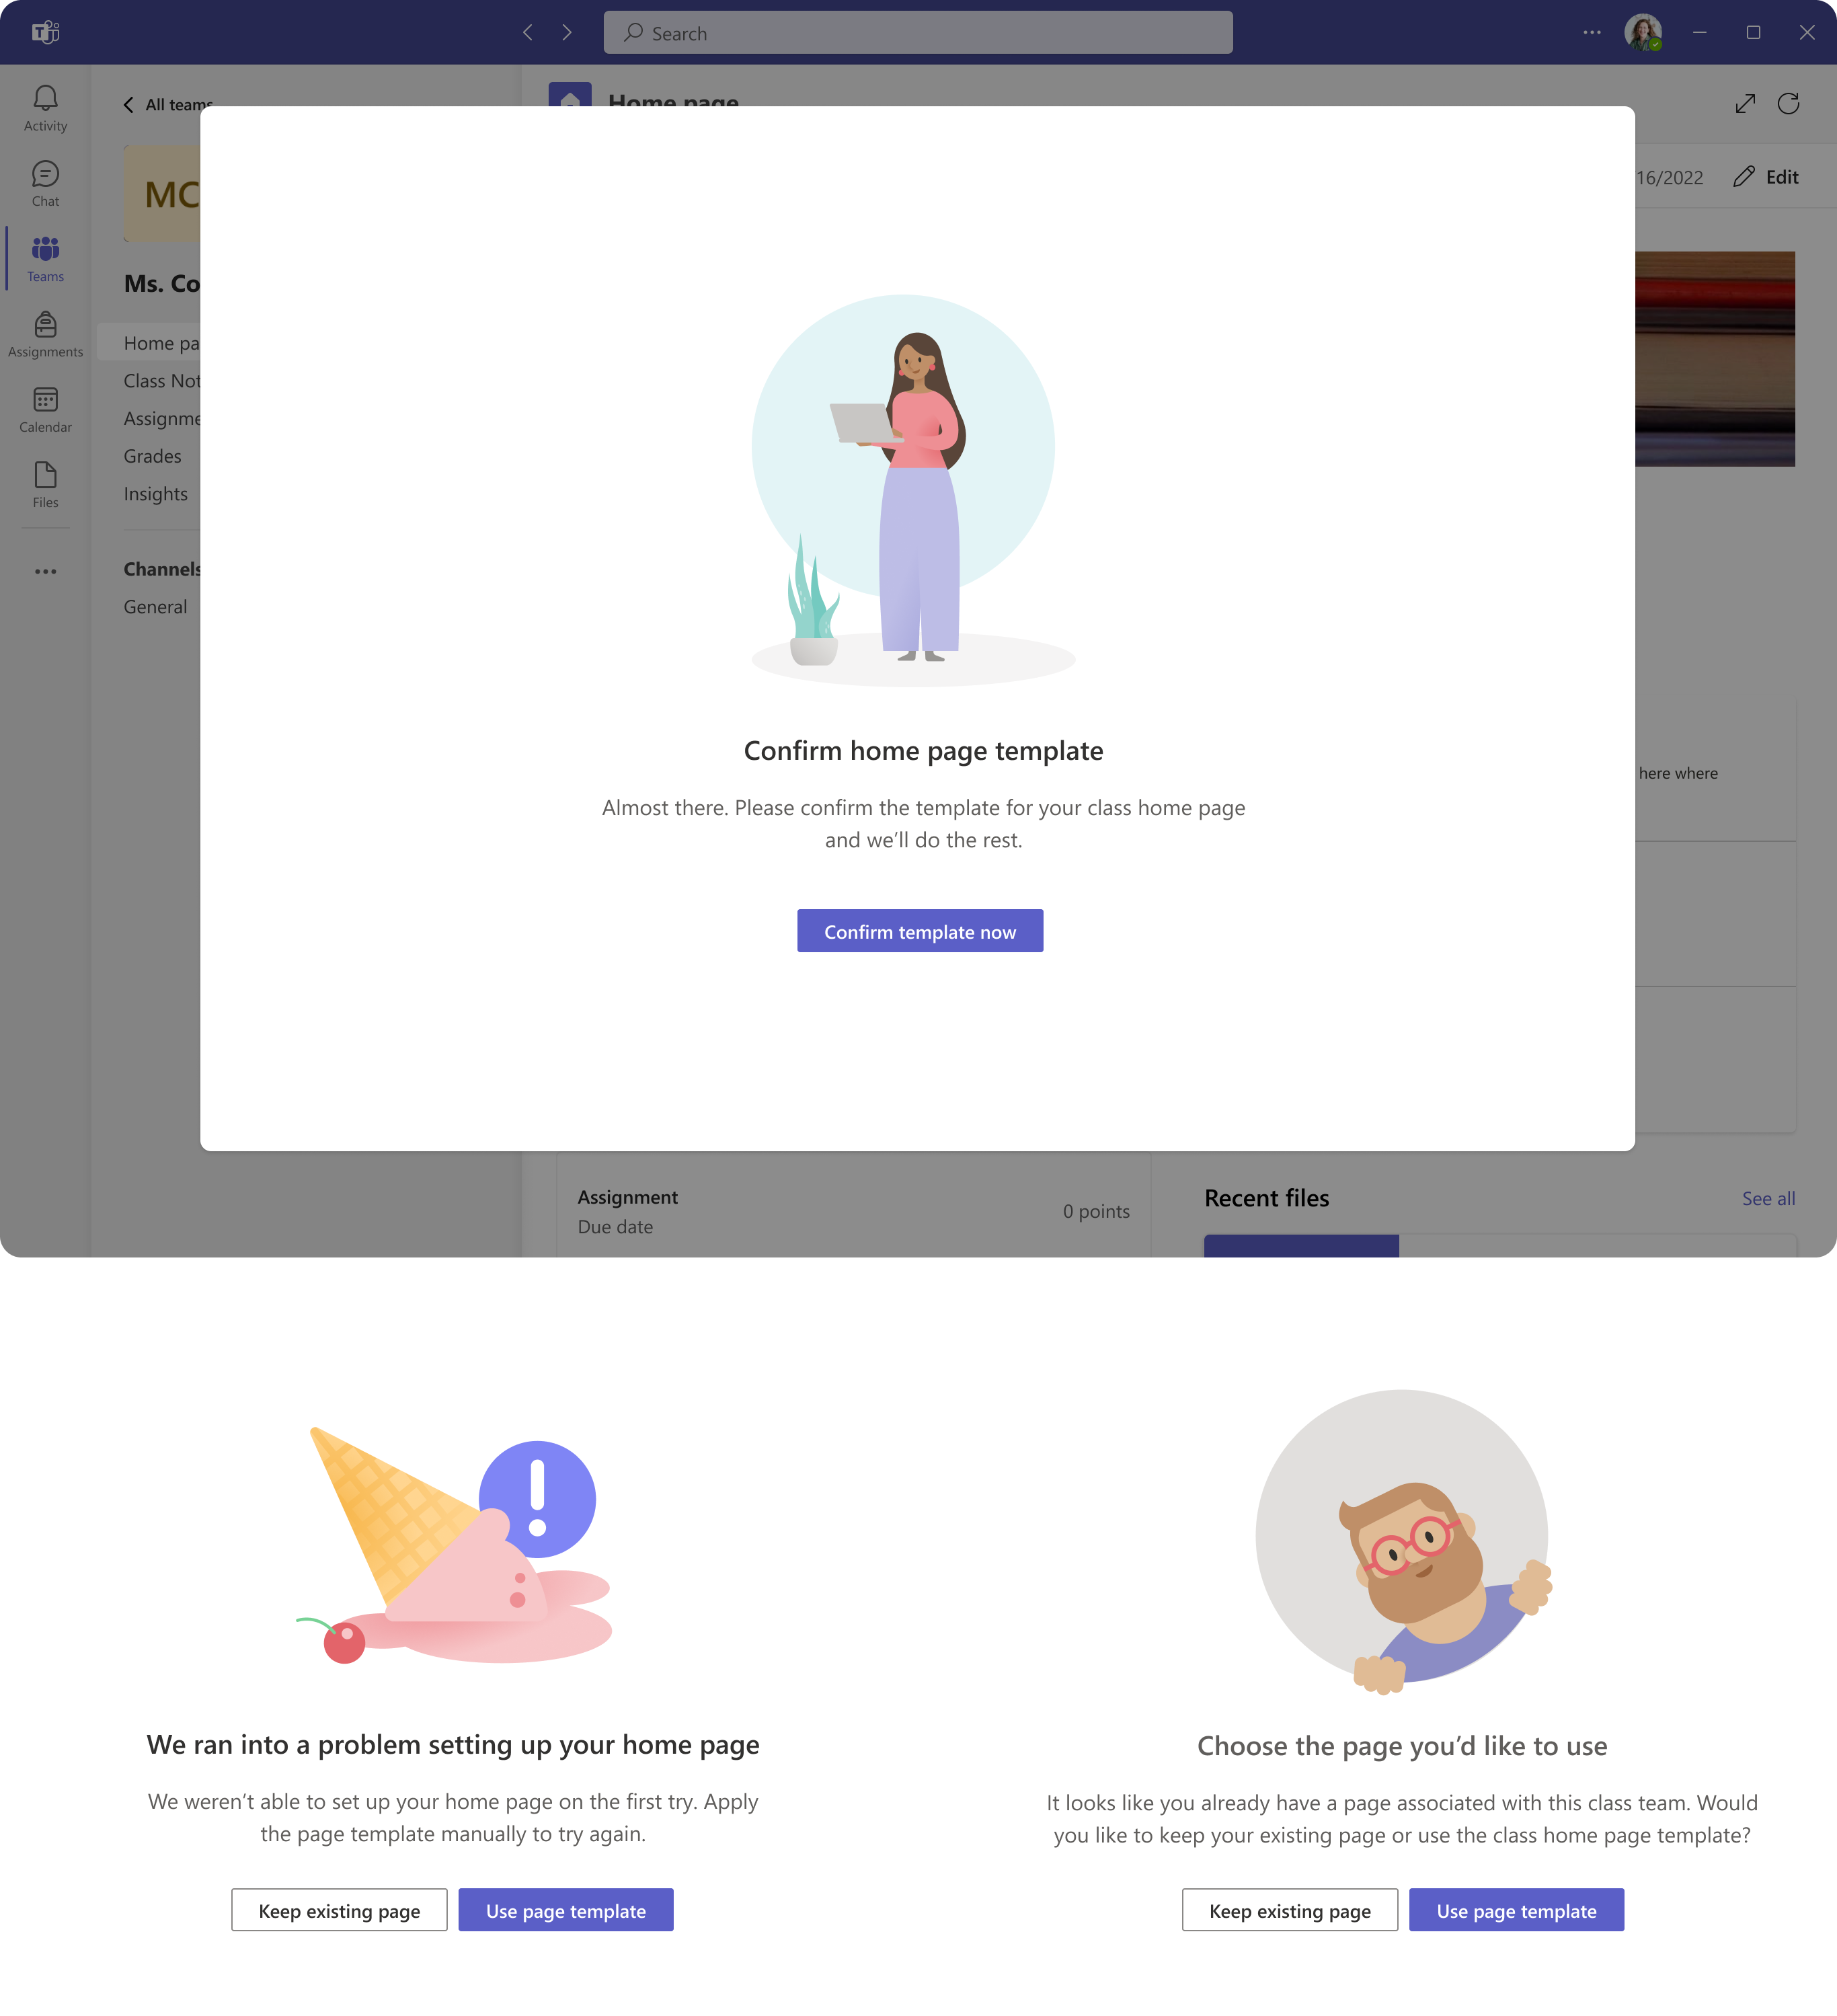 Search
Activity
Chat
Teams
Assignments
Calendar
Files
All teams
MC
Ms. Co
Home pa
Class Not
Assignme
Grades
Insights
Channels
General
Home page
16/2022
Edit
here where
Confirm home page template
Almost there. Please confirm the template for your class home page
and we’ll do the rest.
Confirm template now
Assignment
Due date
0 points
Recent files
See all
We ran into a problem setting up your home page
We weren’t able to set up your home page on the first try. Apply
the page template manually to try again.
Keep existing page
Use page template
Choose the page you’d like to use
It looks like you already have a page associated with this class team. Would
you like to keep your existing page or use the class home page template?
Keep existing page
Use page template